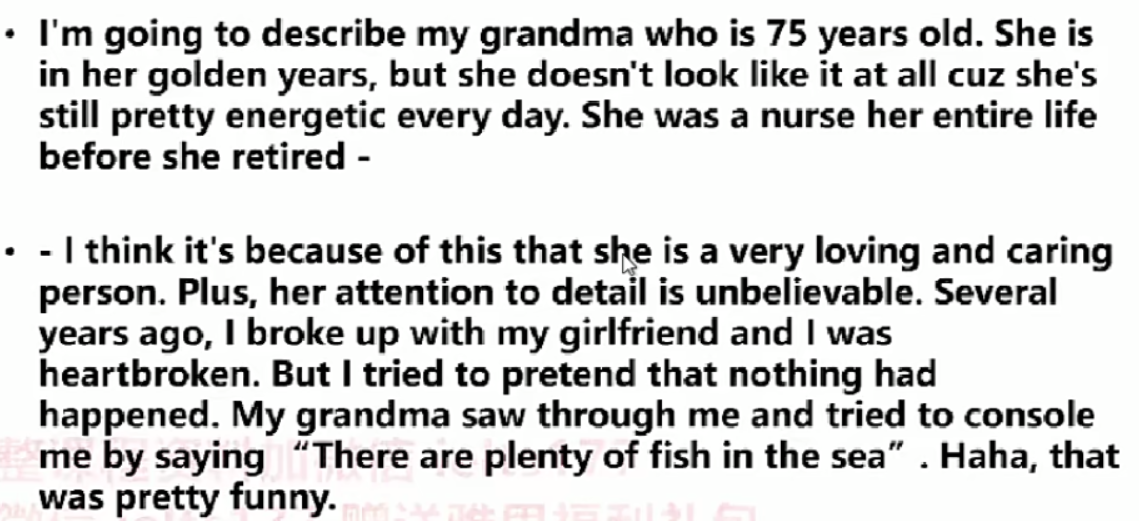 • I'm going to describe my grandma who is 75 years old. She is
in her golden years, but she doesn't look like it at all cuz she's
still pretty energetic every day. She was a nurse her entire life
before she retired -
• - I think it's because of this that she is a very loving and caring
person. Plus, her attention to detail is unbelievable. Several
years ago, I broke up with my girlfriend and I was
heartbroken. But I tried to pretend that nothing had
happened. My grandma saw through me and tried to console
me by saying “There are plenty of fish in the sea”. Haha, that
was pretty funny.